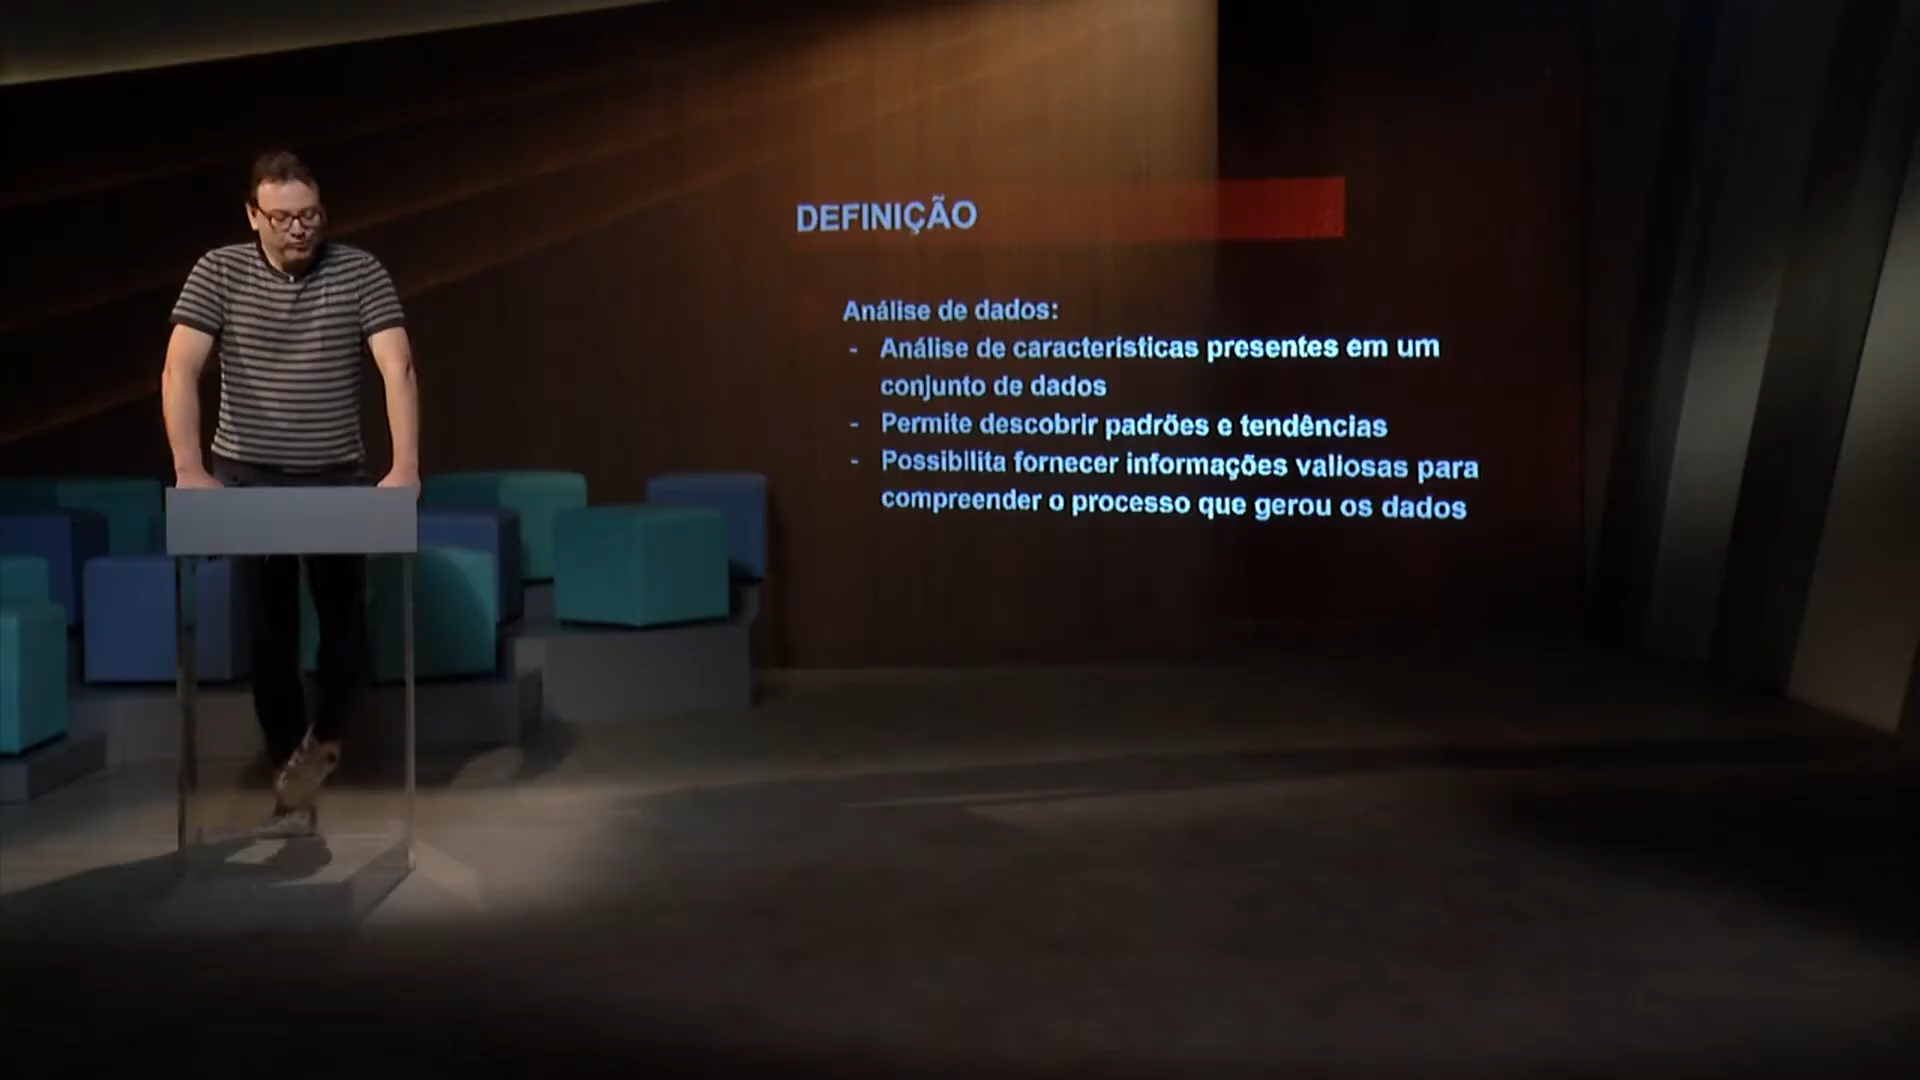 DEFINIÇÃO
Análise de dados:
- Análise de características presentes em um
conjunto de dados
- Permite descobrir padrões e tendências
- Possibilita fornecer informações valiosas para
compreender o processo que gerou os dados